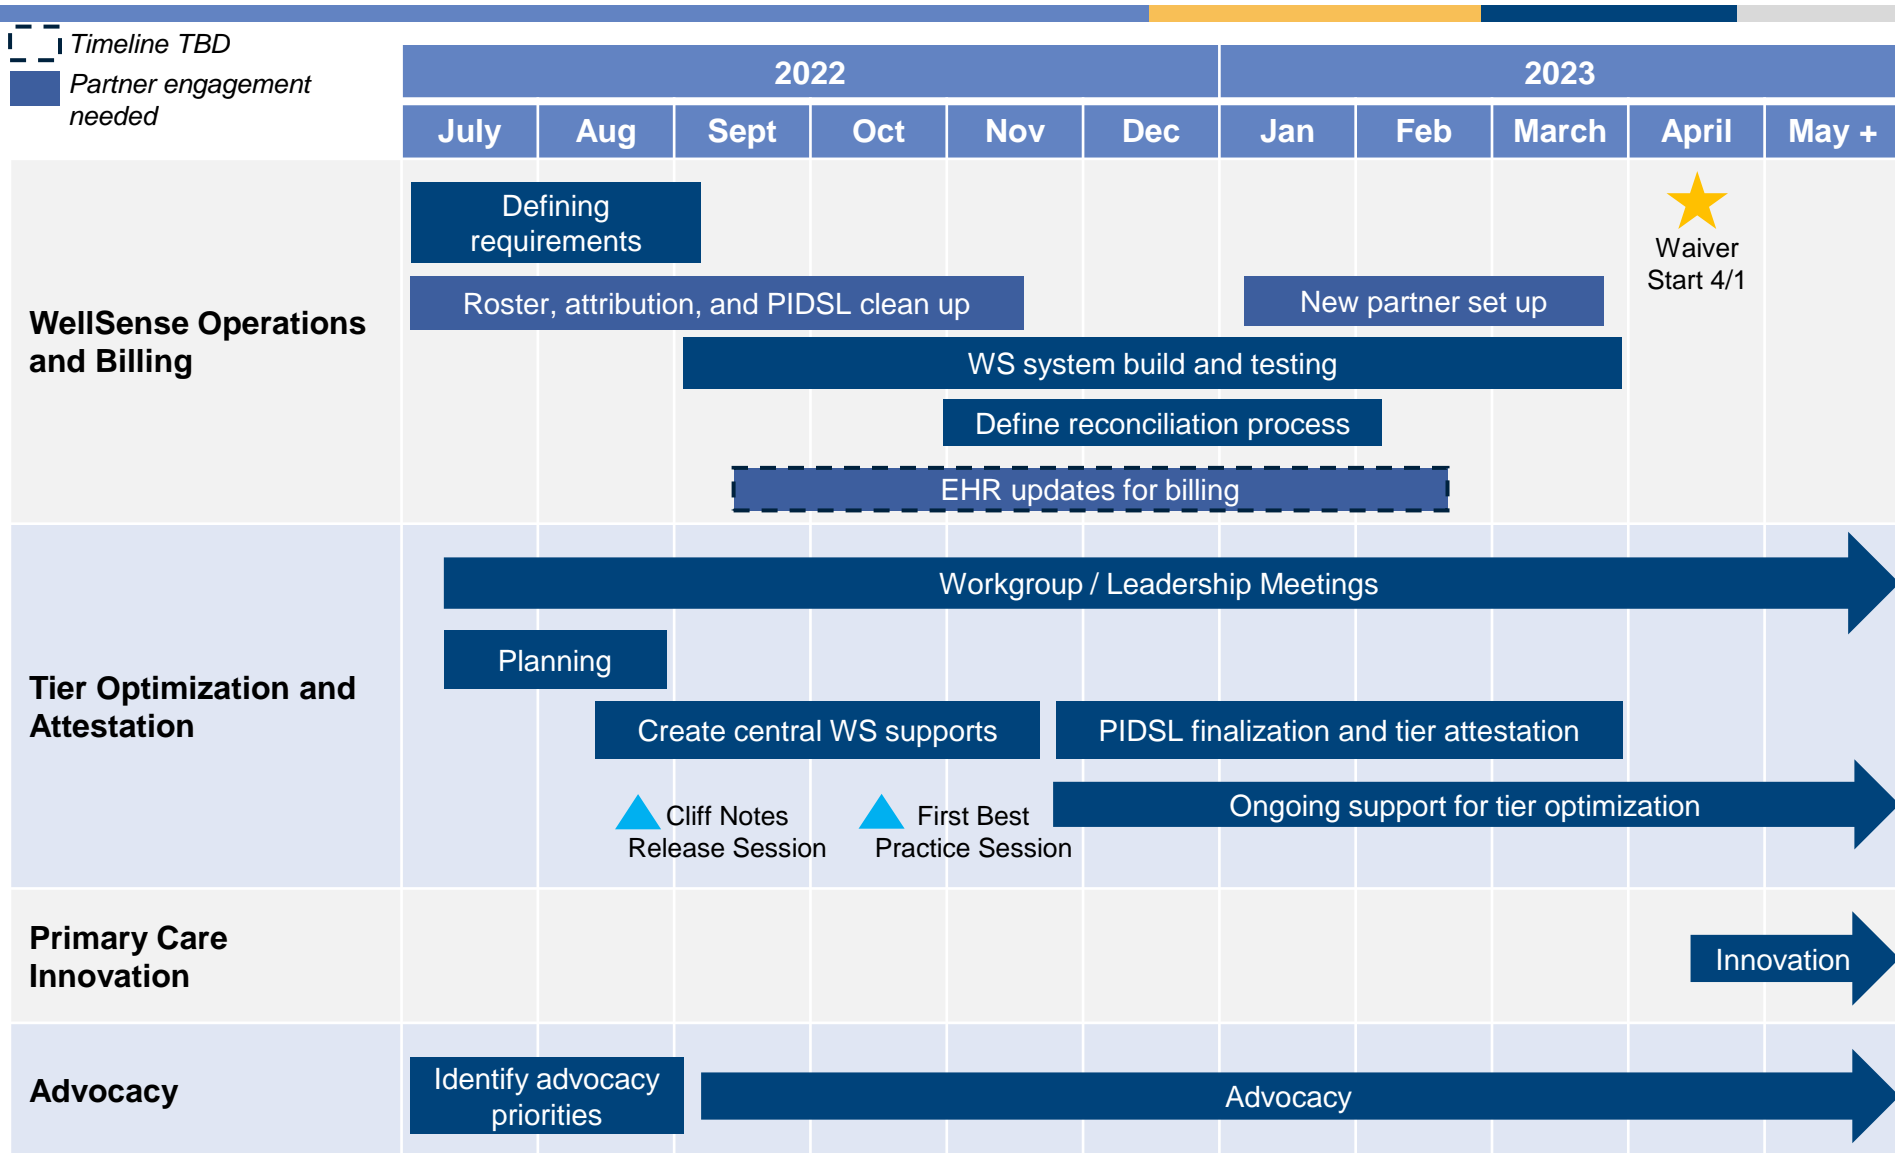 Timeline TBD
Partner engagement
needed
2022
2023
July
Aug
Sept
Oct
Nov
Dec
Jan
Feb
March
April
May +
WellSense Operations
and Billing
Defining
requirements
Roster, attribution, and PIDSL clean up
New partner set up
Waiver
Start 4/1
WS system build and testing
Define reconciliation process
EHR updates for billing
Tier Optimization and
Attestation
Workgroup / Leadership Meetings
Planning
Create central WS supports
PIDSL finalization and tier attestation
Cliff Notes
Release Session
First Best
Practice Session
Ongoing support for tier optimization
Primary Care
Innovation
Innovation
Advocacy
Identify advocacy
priorities
Advocacy